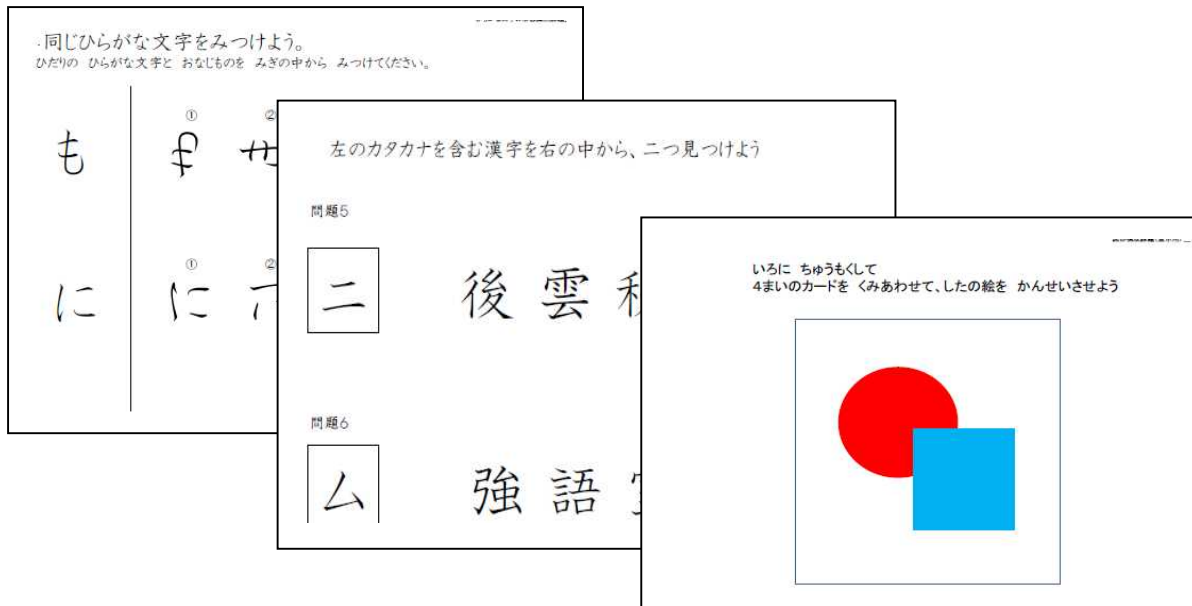 ・同じひらがな文字をみつけよう。
ひだりの ひらがな文字と おなじものを みぎの中から みつけてください。
① ②
も せ
① ②
に に
左のカタカナを含む漢字を右の中から、二つ見つけよう
問題5
ニ 後 雲
問題6
ム 強 語
いろに ちゅうもくして
4まいのカードを くみあわせて、したの絵を かんせいさせよう